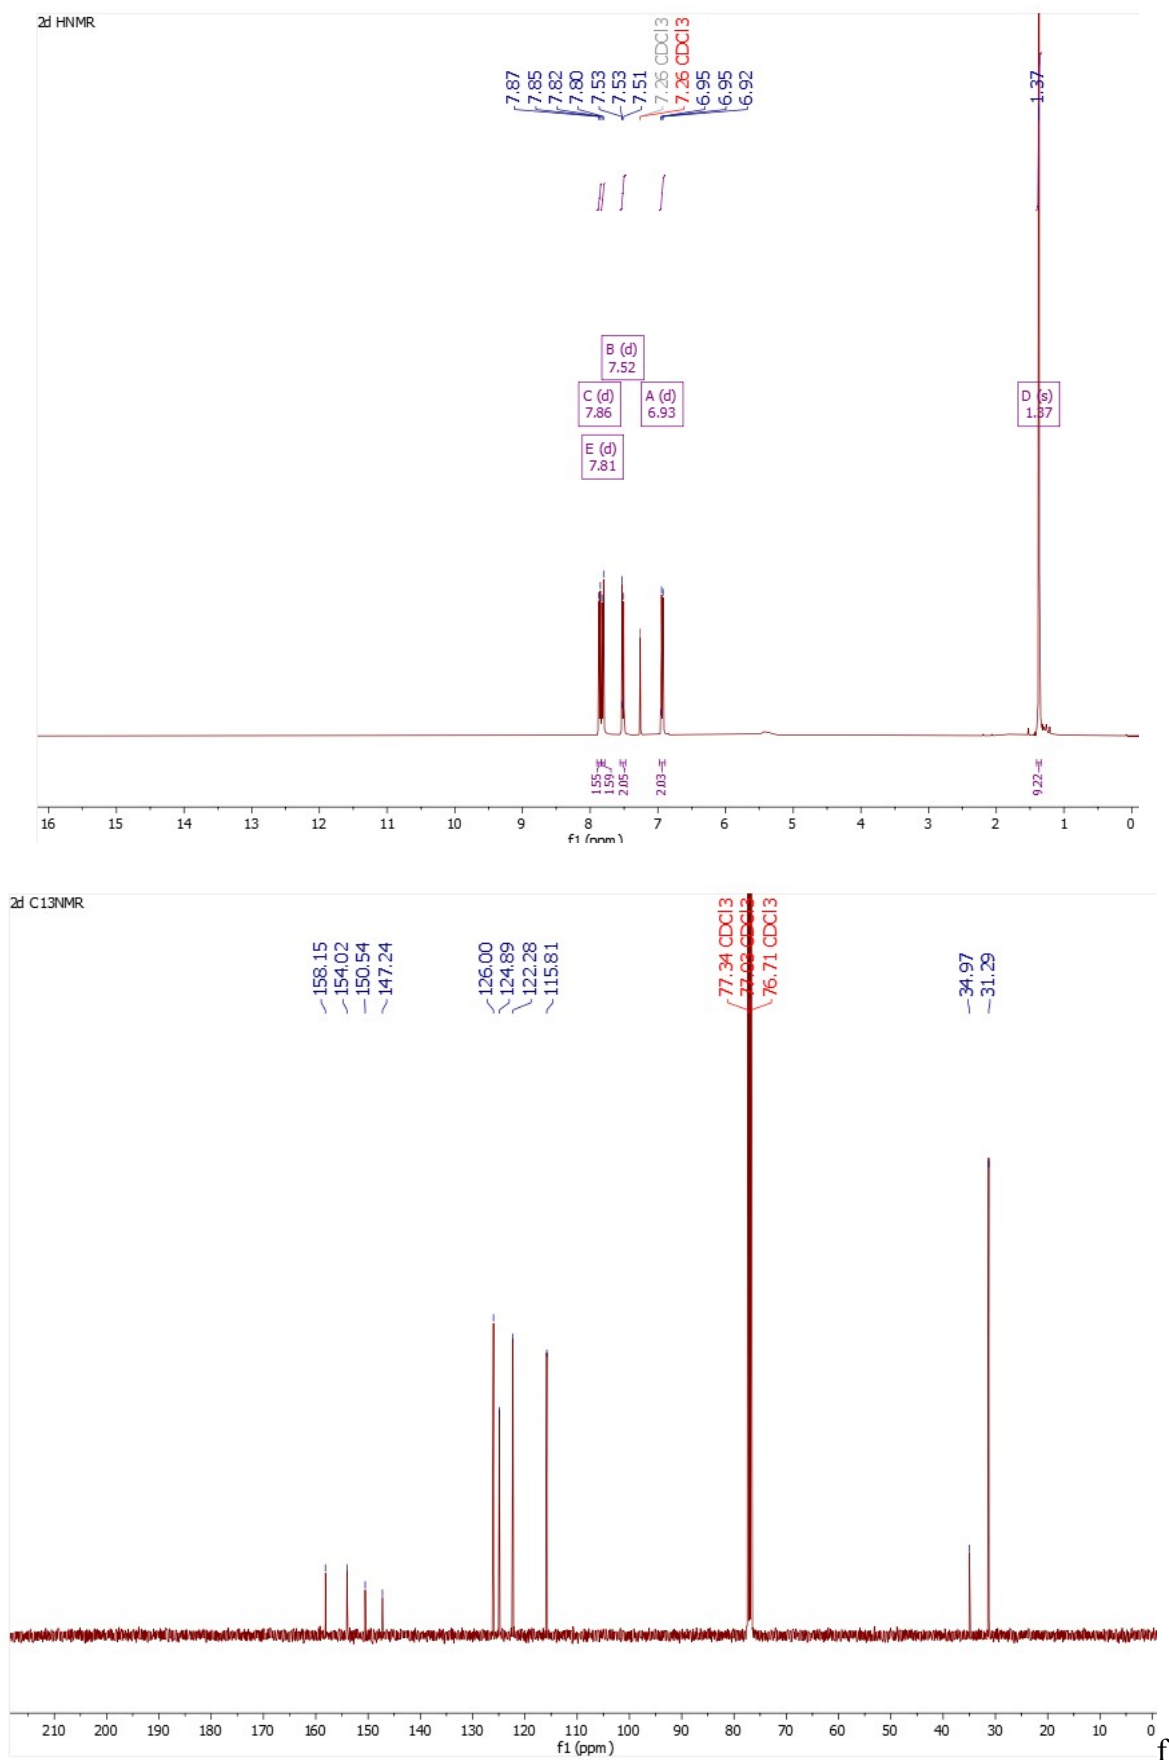 2d HNMR
7.87
7.85
7.82
7.80
7.53
7.53
7.51
7.26 CDCl3
7.26 CDCl3
6.95
6.95
6.92
1.37
B (d)
7.52
C (d)
7.86
A (d)
6.93
D (s)
1.37
E (d)
7.81
1.55
1.59
2.05
2.03
9.22
16 15 14 13 12 11 10 9 8 7 6 5 4 3 2 1 0
f1 (ppm)
2d C13NMR
158.15
154.02
150.54
147.24
126.00
124.89
122.28
115.81
77.34 CDCl3
77.03 CDCl3
76.71 CDCl3
34.97
31.29
210 200 190 180 170 160 150 140 130 120 110 100 90 80 70 60 50 40 30 20 10 0
f1 (ppm)
f